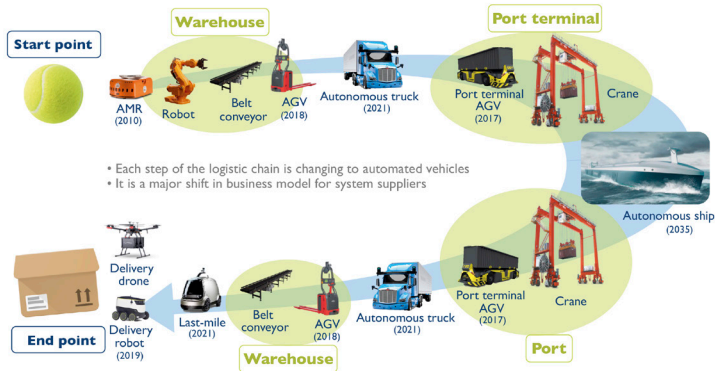 Warehouse
Port terminal
Start point
AMR
(2010)
Robot
Belt
conveyor
AGV
(2018)
Autonomous truck
(2021)
Port terminal
AGV
(2017)
Crane
• Each step of the logistic chain is changing to automated vehicles
• It is a major shift in business model for system suppliers
Autonomous ship
(2035)
Delivery
drone
End point
Delivery
robot
(2019)
Last-mile
(2021)
Belt
conveyor
AGV
(2018)
Warehouse
Autonomous truck
(2021)
Port terminal
AGV
(2017)
Crane
Port